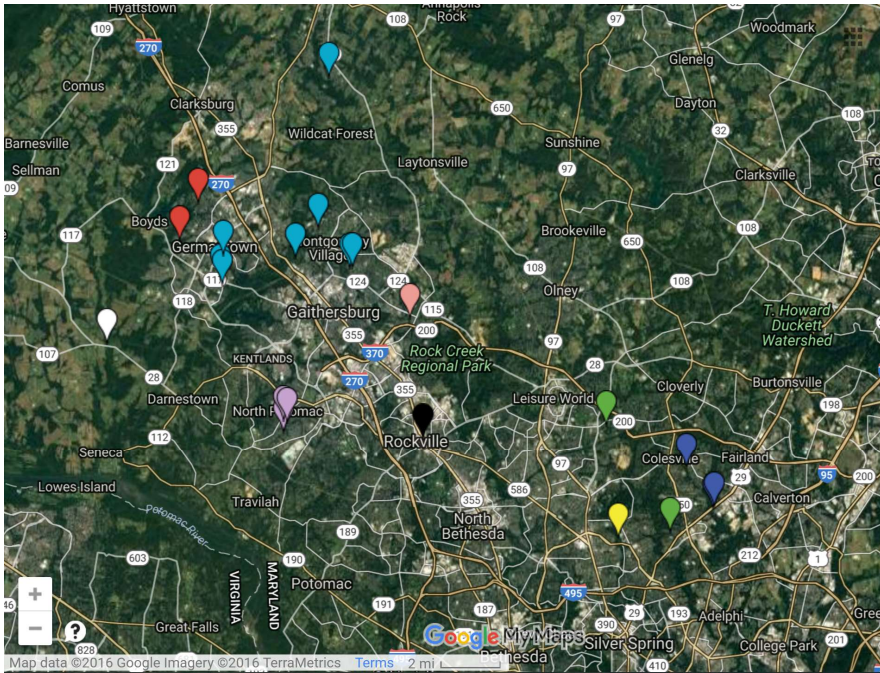 Hyattstown
Annapolis
Rock
108
97
32
Woodmark
109
270
Glenelg
Comus
Clarksburg
650
Dayton
108
355
Wildcat Forest
32
Barnesville
Sunshine
121
Laytonsville
97
Sellman
270
Clarksville
09
Boyds
108
117
Brookeville
650
Germantown
Montgomery
Village
117
108
124
124
108
118
Olney
115
T. Howard
Duckett
Watershed
Gaithersburg
200
355
97
107
KENTLANDS
370
Rock Creek
Regional Park
28
28
270
355
Cloverly
Burtonsville
Darnestown
Leisure World
198
North Potomac
200
112
Rockville
Seneca
97
Colesville
Fairland
29
95
200
Lowes Island
586
Calverton
355
Travilah
Potomac River
North
Bethesda
189
603
190
212
1
VIRGINIA
MARYLAND
Potomac
495
46
191
187
29
193
Adelphi
Great Falls
390
Google My Maps
Silver Spring
College Park
201
828
Bethesda
410
Map data ©2016 Google Imagery ©2016 TerraMetrics Terms 2 mi